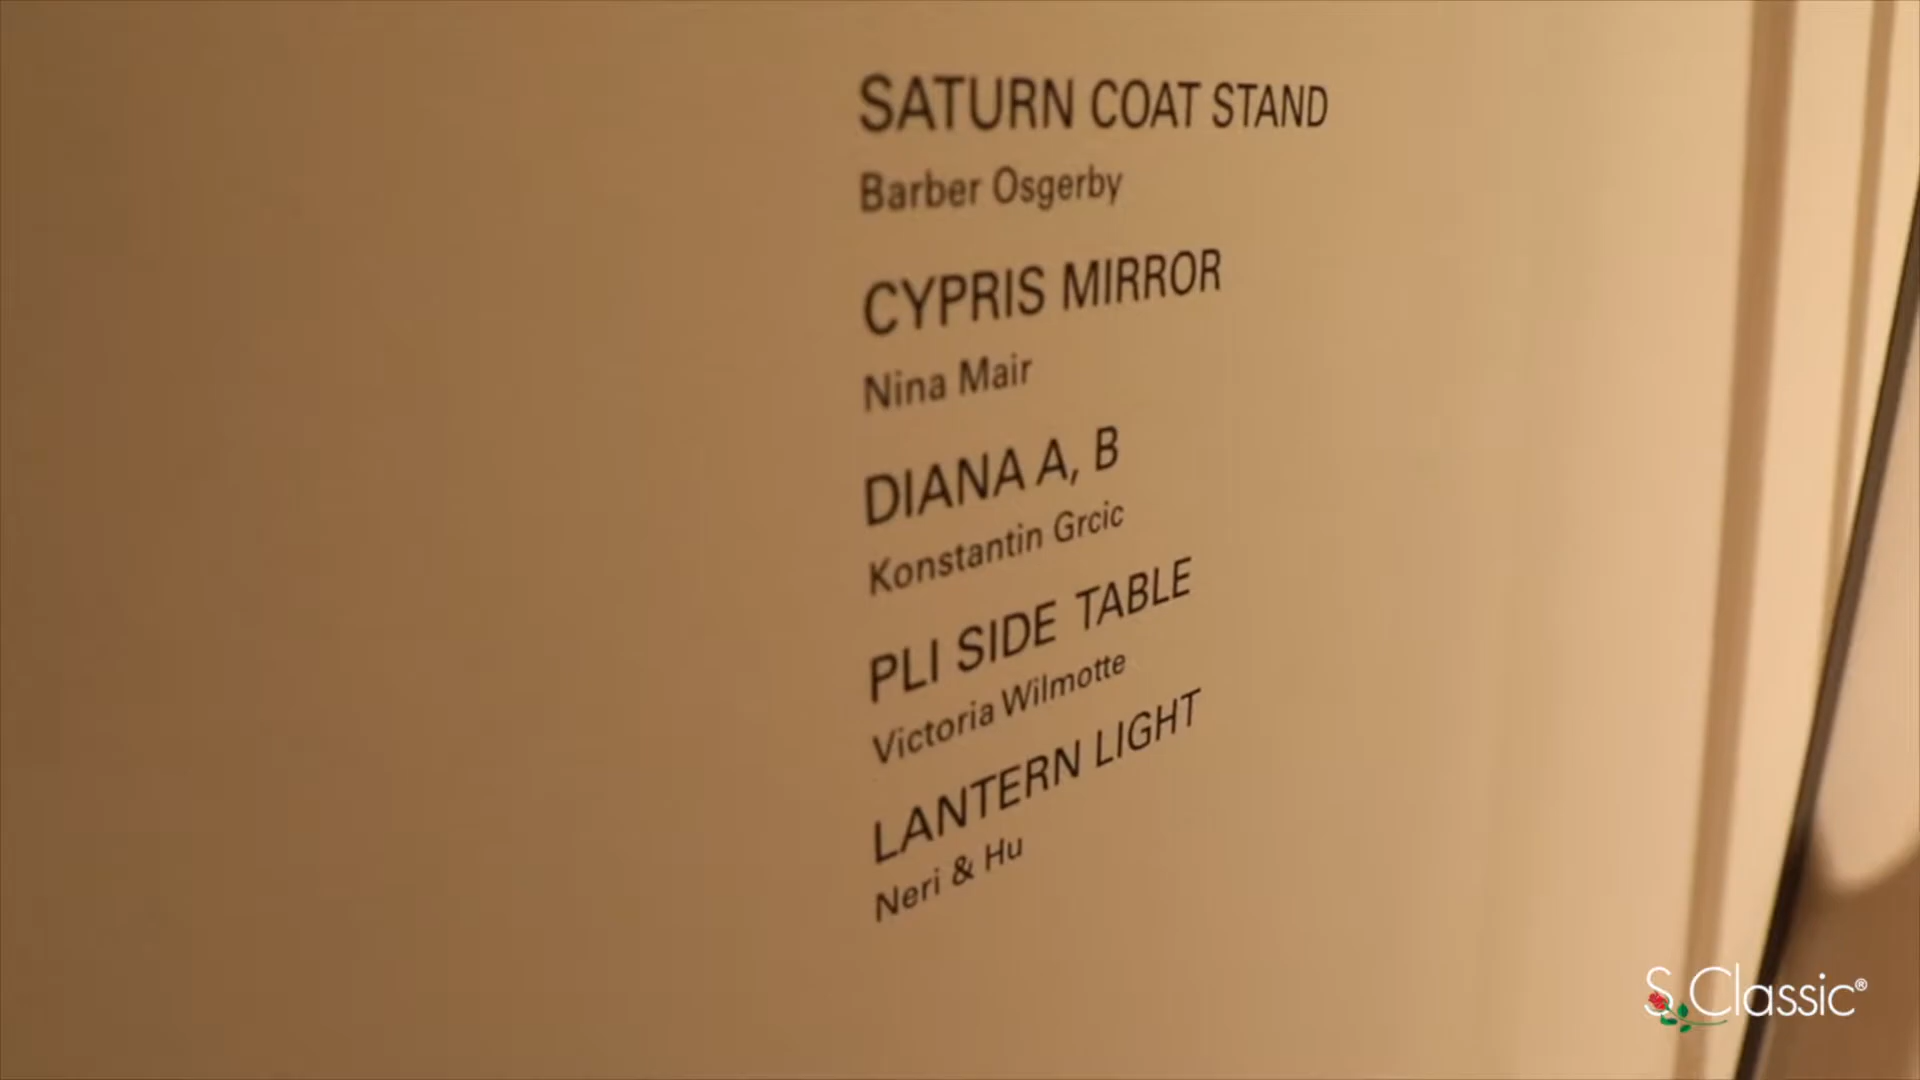 SATURN COAT STAND
Barber Osgerby
CYPRIS MIRROR
Nina Mair
DIANA A, B
Konstantin Grcic
PLI SIDE TABLE
Victoria Wilmotte
LANTERN LIGHT
Neri & Hu
S.Classic®